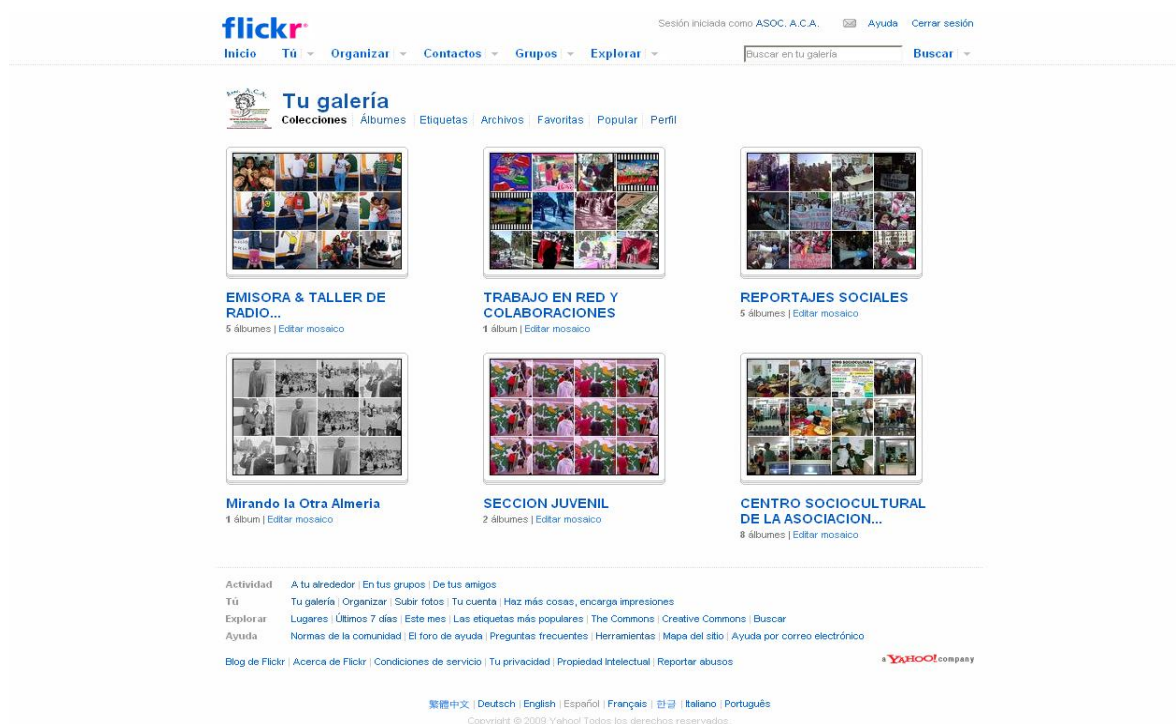 flickr
Sesión iniciada como ASOC. A.C.A. Ayuda Cerrar sesión
Inicio Tú Organizar Contactos Grupos Explorar Buscar en tu galería Buscar
Tu galería
Colecciones Álbumes Etiquetas Archivos Favoritas Popular Perfil
EMISORA & TALLER DE
RADIO...
5 álbumes | Editar mosaico
TRABAJO EN RED Y
COLABORACIONES
1 álbum | Editar mosaico
REPORTAJES SOCIALES
5 álbumes | Editar mosaico
Mirando la Otra Almeria
1 álbum | Editar mosaico
SECCION JUVENIL
2 álbumes | Editar mosaico
CENTRO SOCIOCULTURAL
DE LA ASOCIACION...
8 álbumes | Editar mosaico
Actividad A tu alrededor | En tus grupos | De tus amigos
Tú Tu galería | Organizar | Subir fotos | Tu cuenta | Haz más cosas, encarga impresiones
Explorar Lugares | Últimos 7 días | Este mes | Las etiquetas más populares | The Commons | Creative Commons | Buscar
Ayuda Normas de la comunidad | El foro de ayuda | Preguntas frecuentes | Herramientas | Mapa del sitio | Ayuda por correo electrónico
Blog de Flickr | Acerca de Flickr | Condiciones de servicio | Tu privacidad | Propiedad Intelectual | Reportar abusos a YAHOO! company
繁體中文 | Deutsch | English | Español | Français | 한글 | Italiano | Português
Copyright © 2009 Yahoo! Todos los derechos reservados.